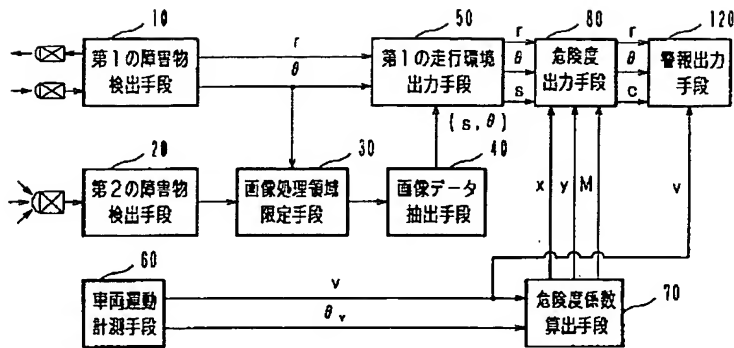 10
50
80
120
第1の障害物
検出手段
r
θ
第1の走行環境
出力手段
r
θ
s
危険度
出力手段
r
θ
c
警報出力
手段
(s,θ)
20
30
40
第2の障害物
検出手段
画像処理領域
限定手段
画像データ
抽出手段
x
y
M
v
60
車両運動
計測手段
v
θv
危険度係数
算出手段
70